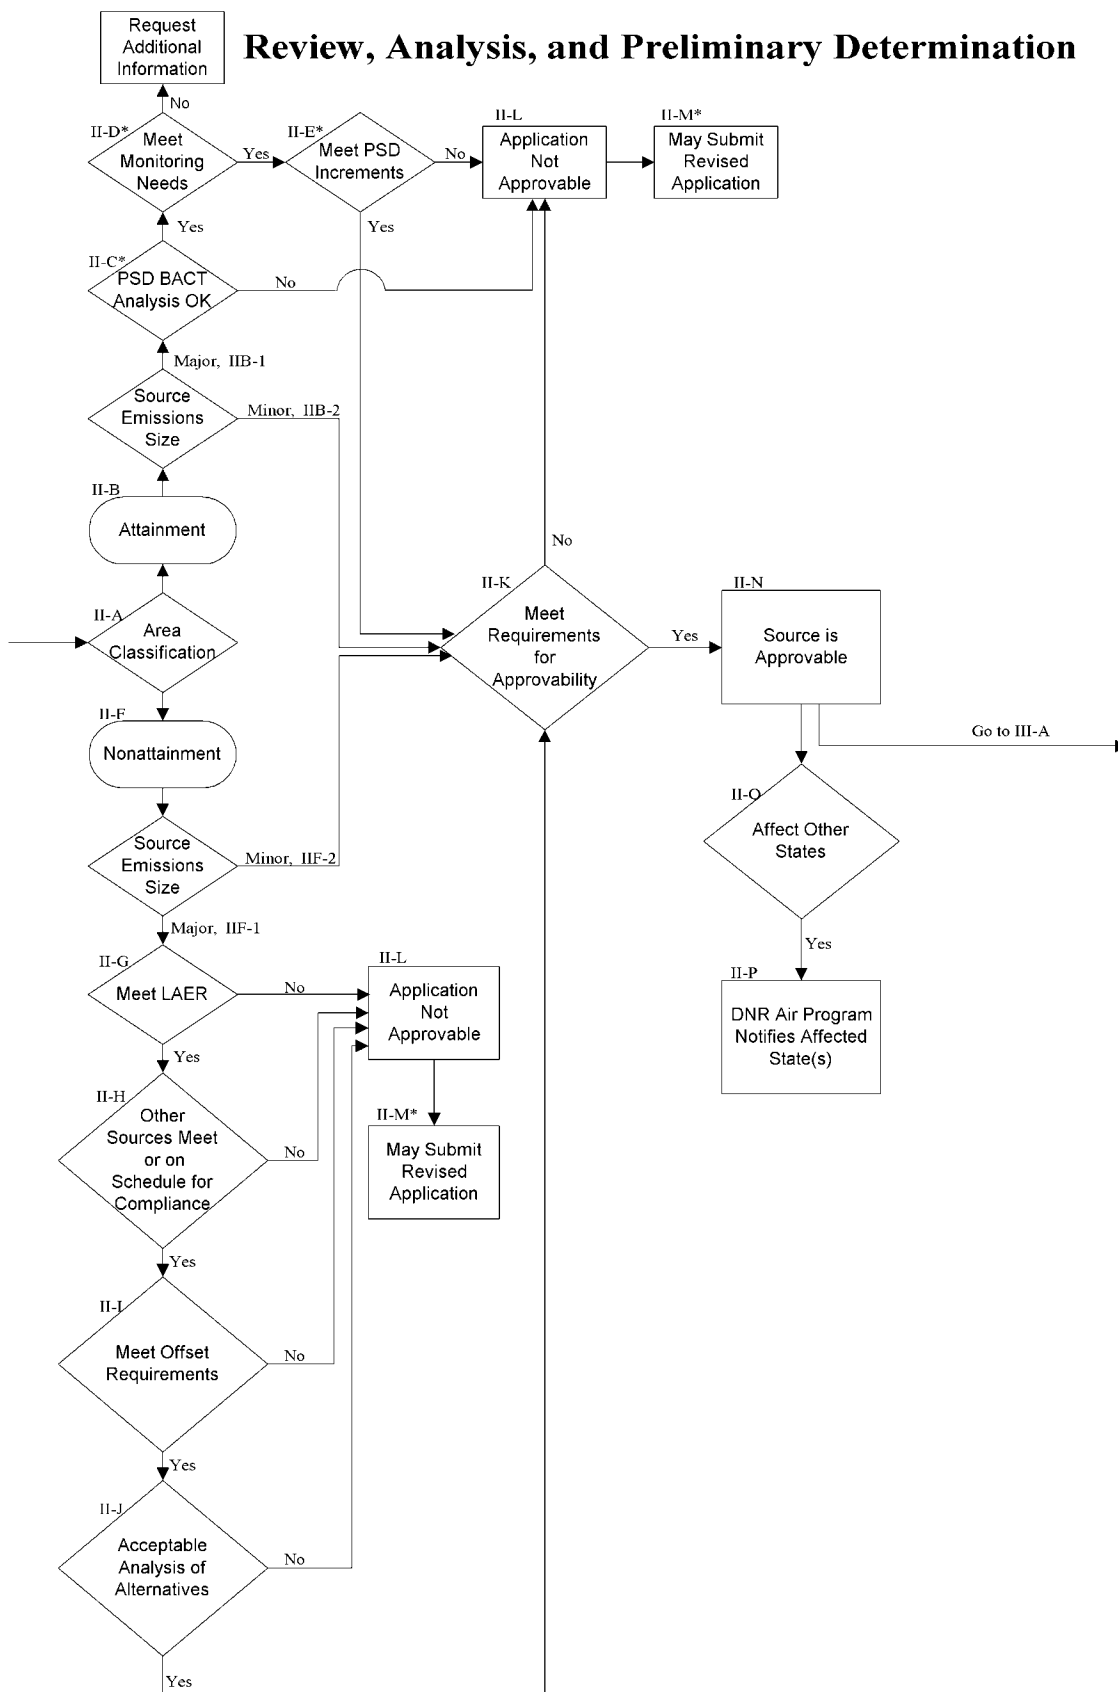 Request
Additional
Information
Review, Analysis, and Preliminary Determination
No
II-D*
Meet
Monitoring
Needs
Yes
II-E*
Meet PSD
Increments
No
II-L
Application
Not
Approvable
II-M*
May Submit
Revised
Application
Yes
Yes
II-C*
PSD BACT
Analysis OK
No
Major, IIB-1
Source
Emissions
Size
Minor, IIB-2
II-B
Attainment
No
II-A
Area
Classification
II-K
Meet
Requirements
for
Approvability
Yes
II-N
Source is
Approvable
Go to III-A
II-F
Nonattainment
II-O
Affect Other
States
Source
Emissions
Size
Minor, IIF-2
Major, IIF-1
Yes
II-P
DNR Air Program
Notifies Affected
State(s)
II-G
Meet LAER
No
II-L
Application
Not
Approvable
Yes
II-H
Other
Sources Meet
or on
Schedule for
Compliance
No
II-M*
May Submit
Revised
Application
Yes
II-I
Meet Offset
Requirements
No
Yes
II-J
Acceptable
Analysis of
Alternatives
No
Yes